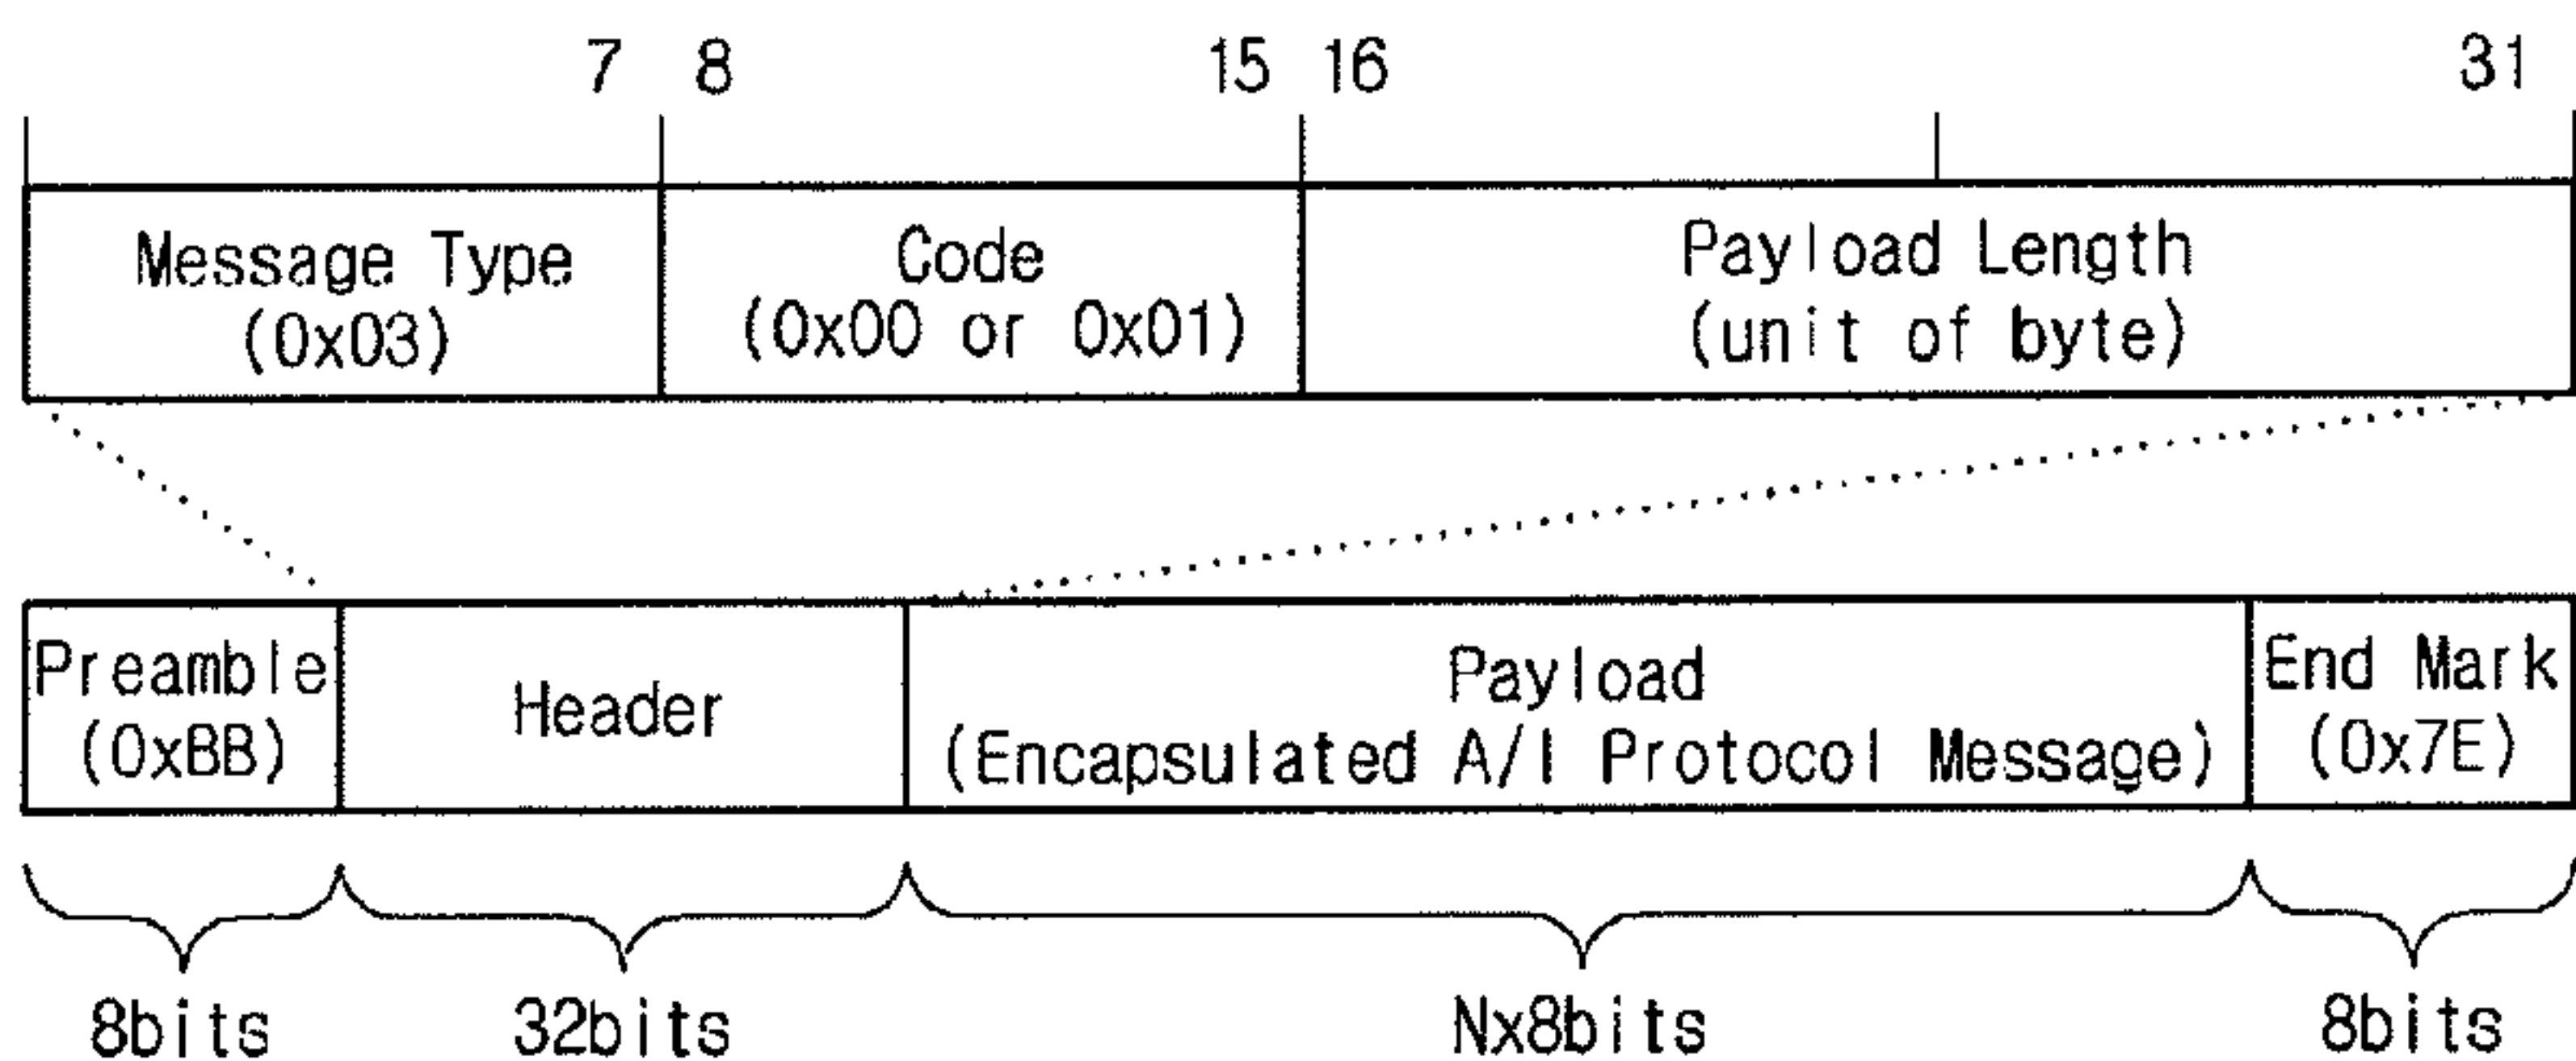 7 8 15 16 31
Message Type Code Payload Length
(0x03) (0x00 or 0x01) (unit of byte)
Preamble Header Payload End Mark
(0xBB) (Encapsulated A/I Protocol Message) (0x7E)
8bits 32bits Nx8bits 8bits